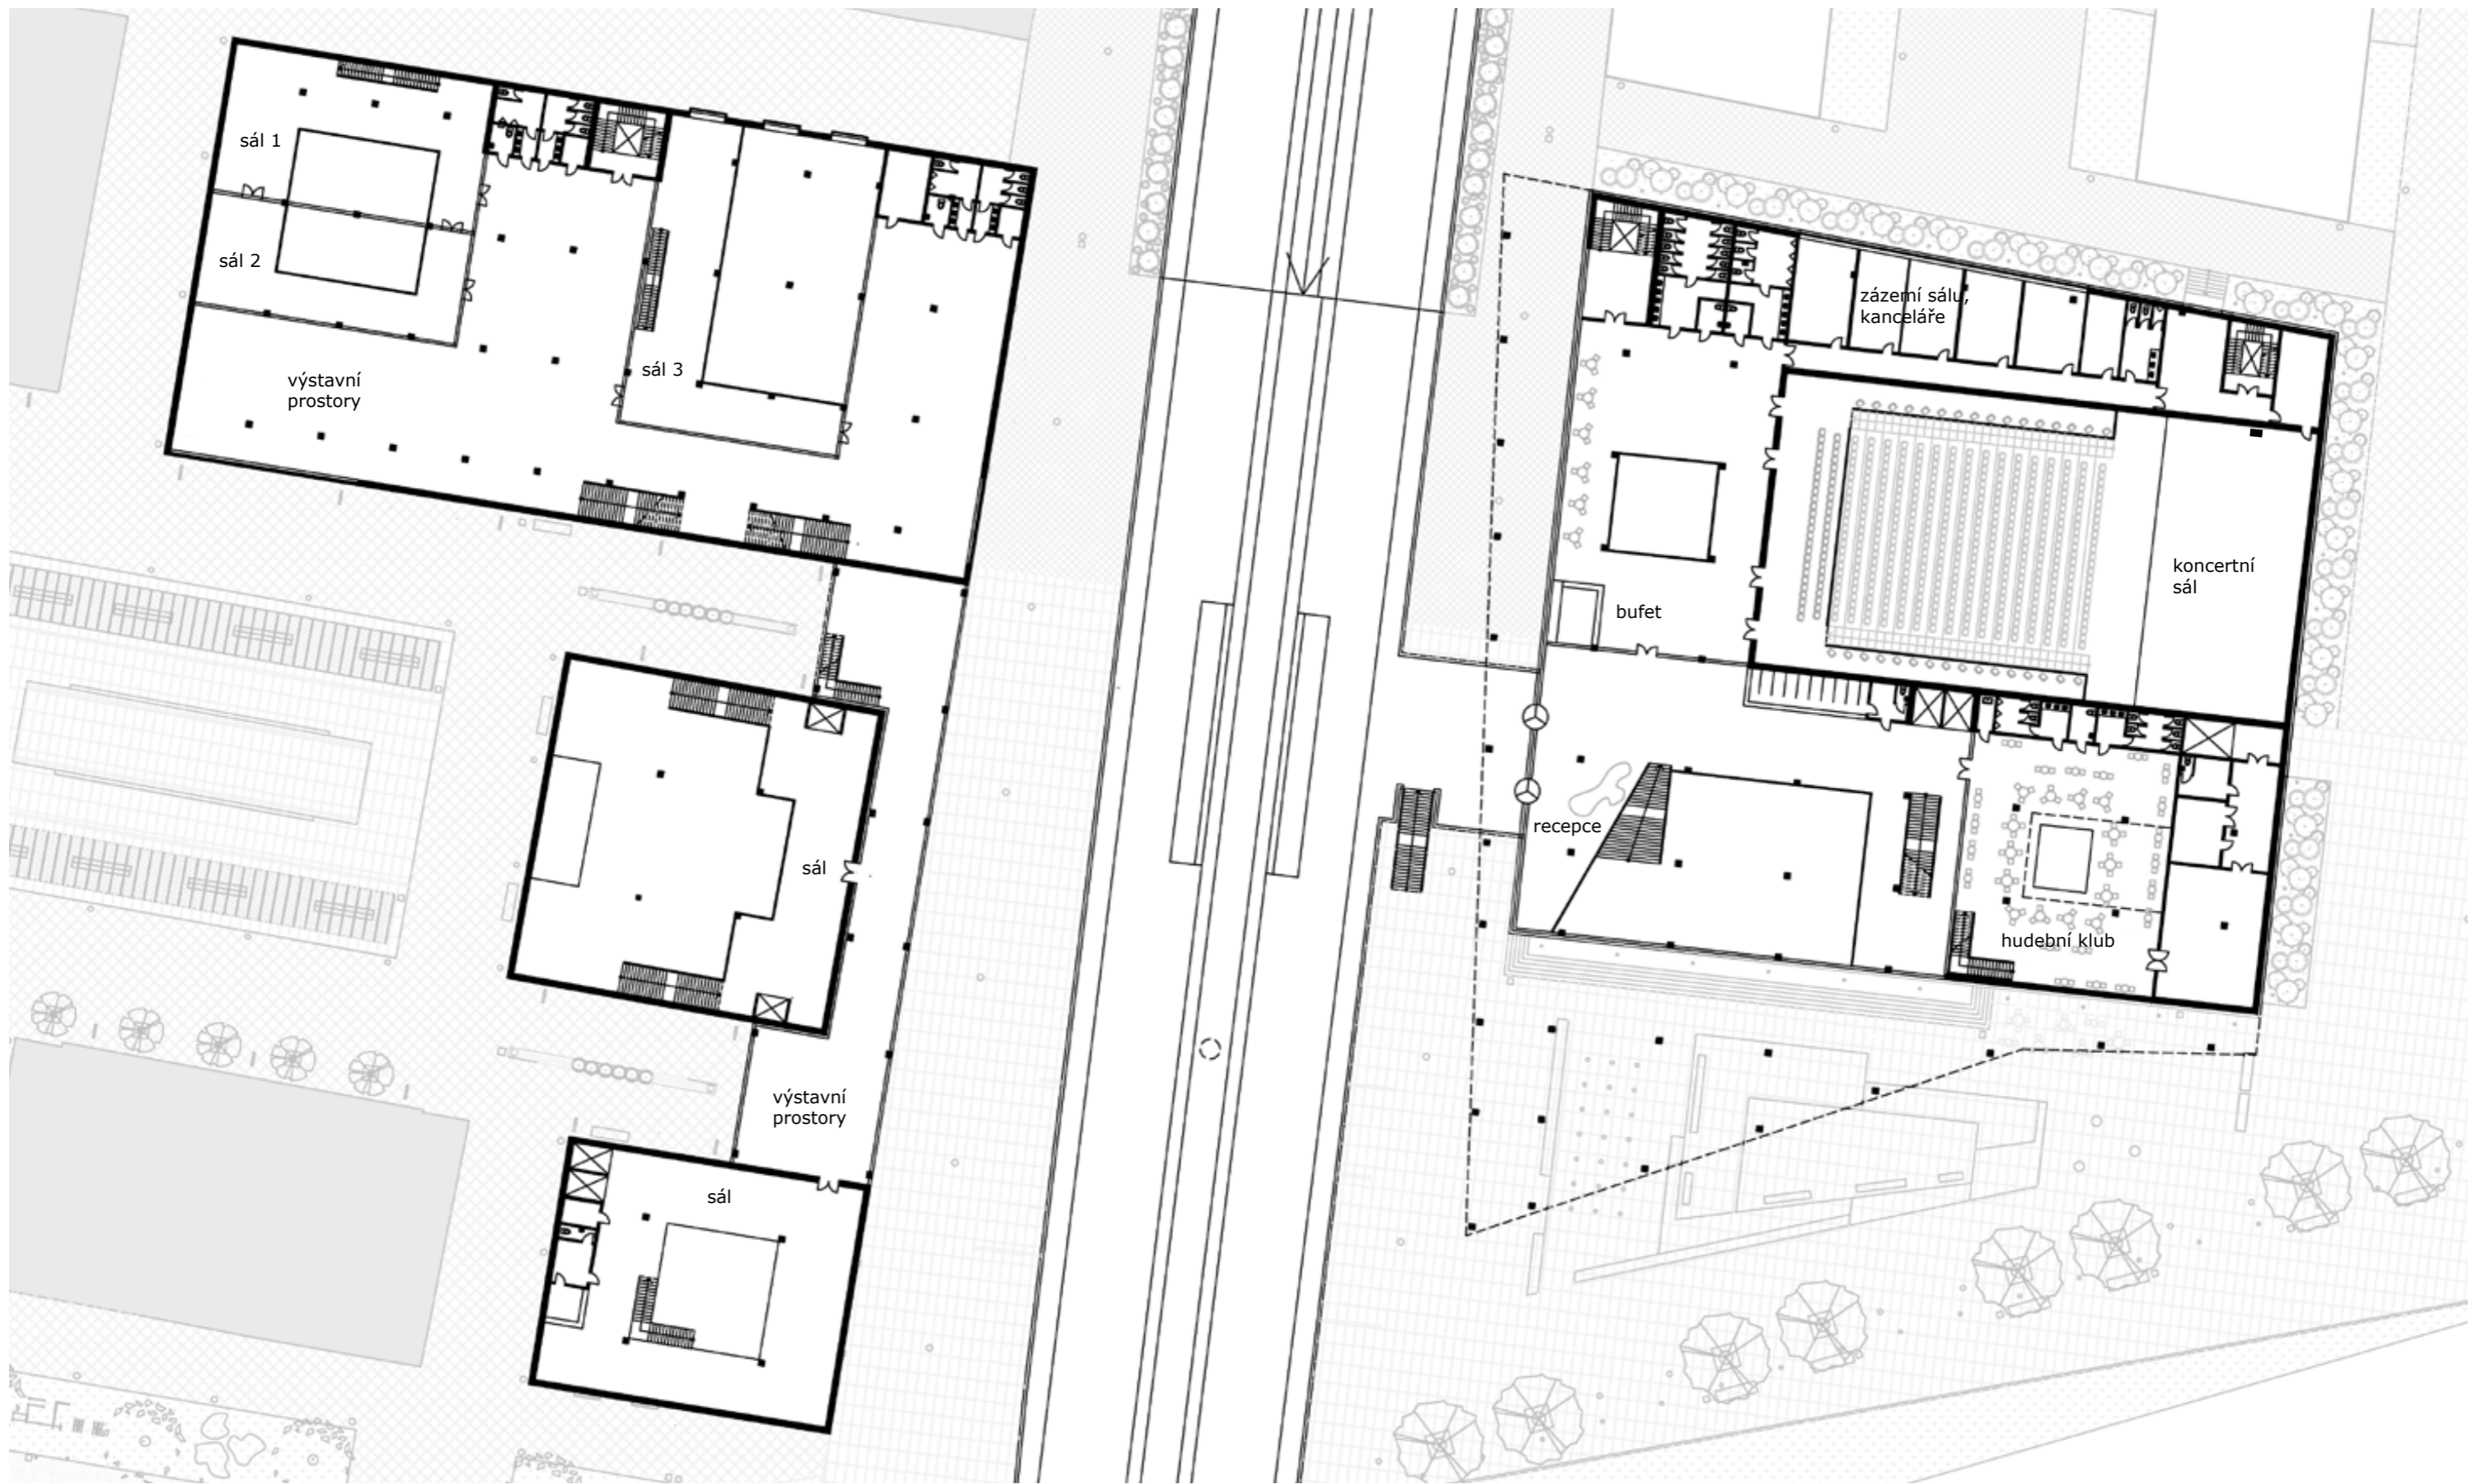 sál 1
sál 2
výstavní
prostory
sál 3
sál
výstavní
prostory
sál
zázemí sálu,
kanceláře
koncertní
sál
bufet
recepce
hudební klub